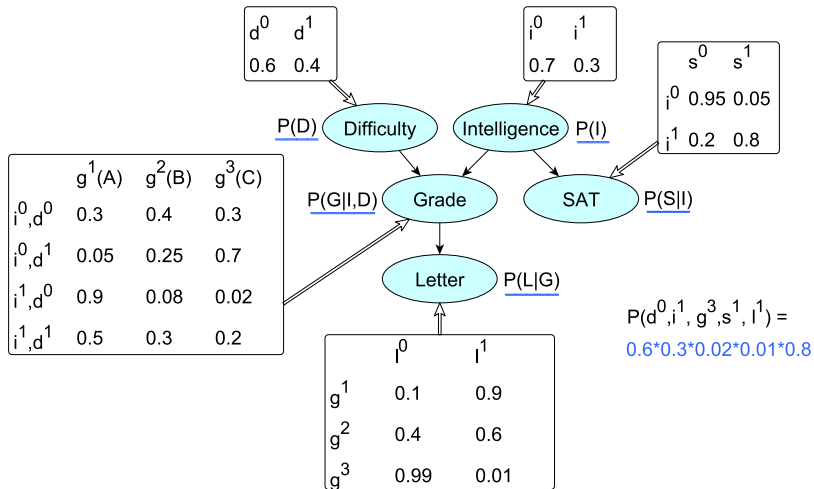 d⁰ d¹
0.6 0.4
i⁰ i¹
0.7 0.3
s⁰ s¹
i⁰ 0.95 0.05
i¹ 0.2 0.8
P(D)
Difficulty
Intelligence
P(I)
g¹(A) g²(B) g³(C)
i⁰,d⁰ 0.3 0.4 0.3
i⁰,d¹ 0.05 0.25 0.7
i¹,d⁰ 0.9 0.08 0.02
i¹,d¹ 0.5 0.3 0.2
P(G|I,D)
Grade
SAT
P(S|I)
Letter
P(L|G)
l⁰ l¹
g¹ 0.1 0.9
g² 0.4 0.6
g³ 0.99 0.01
P(d⁰,i¹, g³,s¹, l¹) =
0.6*0.3*0.02*0.01*0.8